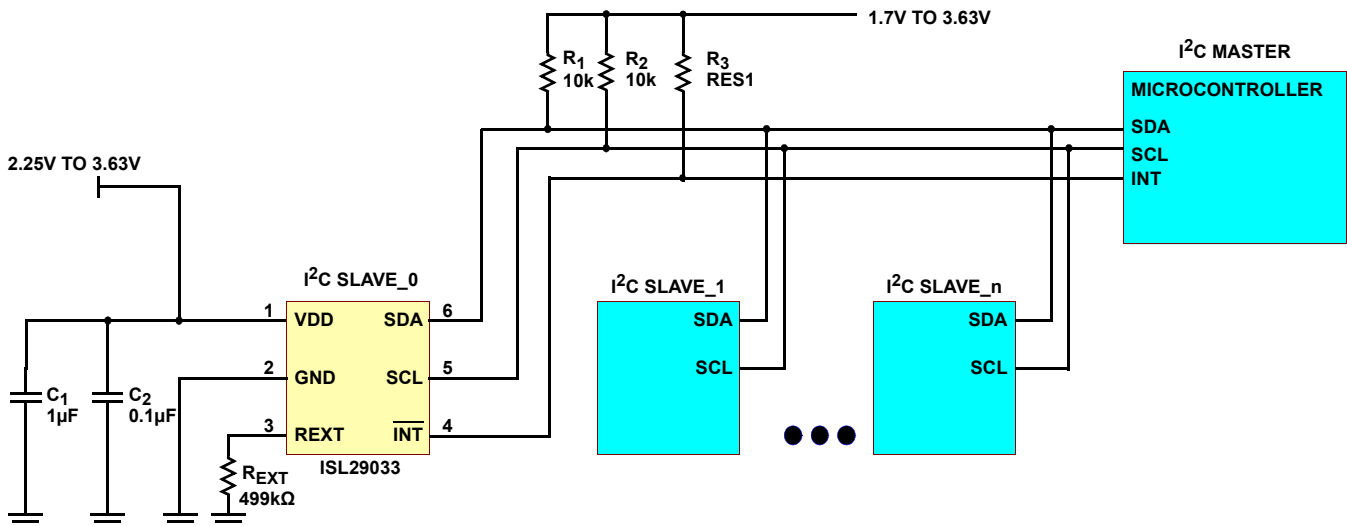 1.7V TO 3.63V
R1
10k
R2
10k
R3
RES1
I2C MASTER
MICROCONTROLLER
SDA
SCL
INT
2.25V TO 3.63V
I2C SLAVE_0
1
VDD
SDA
6
2
GND
SCL
5
3
REXT
INT
4
ISL29033
C1
1µF
C2
0.1µF
REXT
499kΩ
I2C SLAVE_1
SDA
SCL
I2C SLAVE_n
SDA
SCL